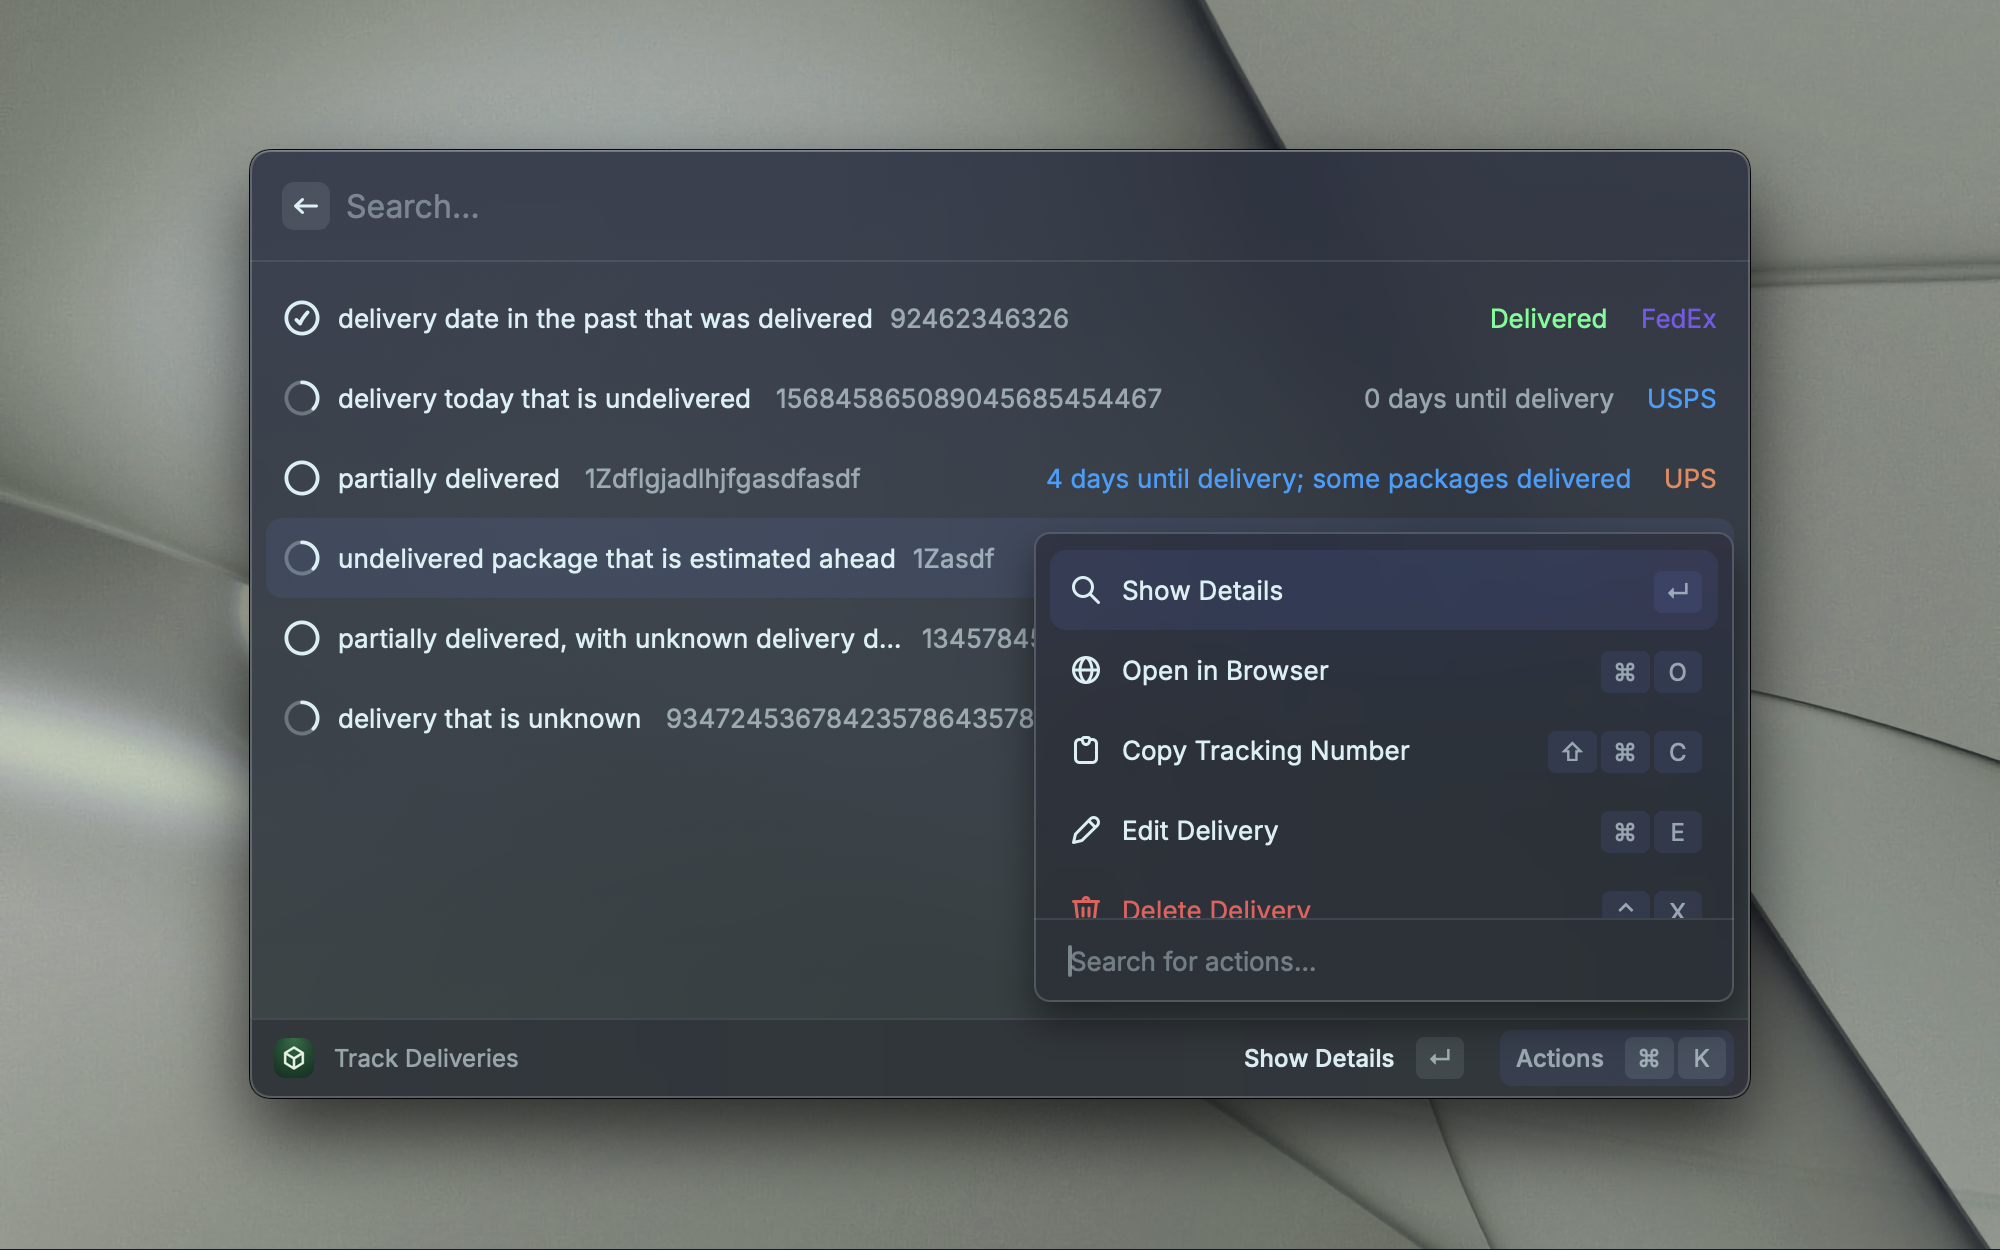 Search...
delivery date in the past that was delivered 92462346326 Delivered FedEx
delivery today that is undelivered 156845865089045685454467 0 days until delivery USPS
partially delivered 1Zdflgjadlhjfgasdfasdf 4 days until delivery; some packages delivered UPS
undelivered package that is estimated ahead 1Zasdf
partially delivered, with unknown delivery d... 1345784
delivery that is unknown 93472453678423578643578
Show Details ↵
Open in Browser ⌘ O
Copy Tracking Number ⇧ ⌘ C
Edit Delivery ⌘ E
Delete Delivery ^ X
Search for actions...
Track Deliveries Show Details ↵ Actions ⌘ K